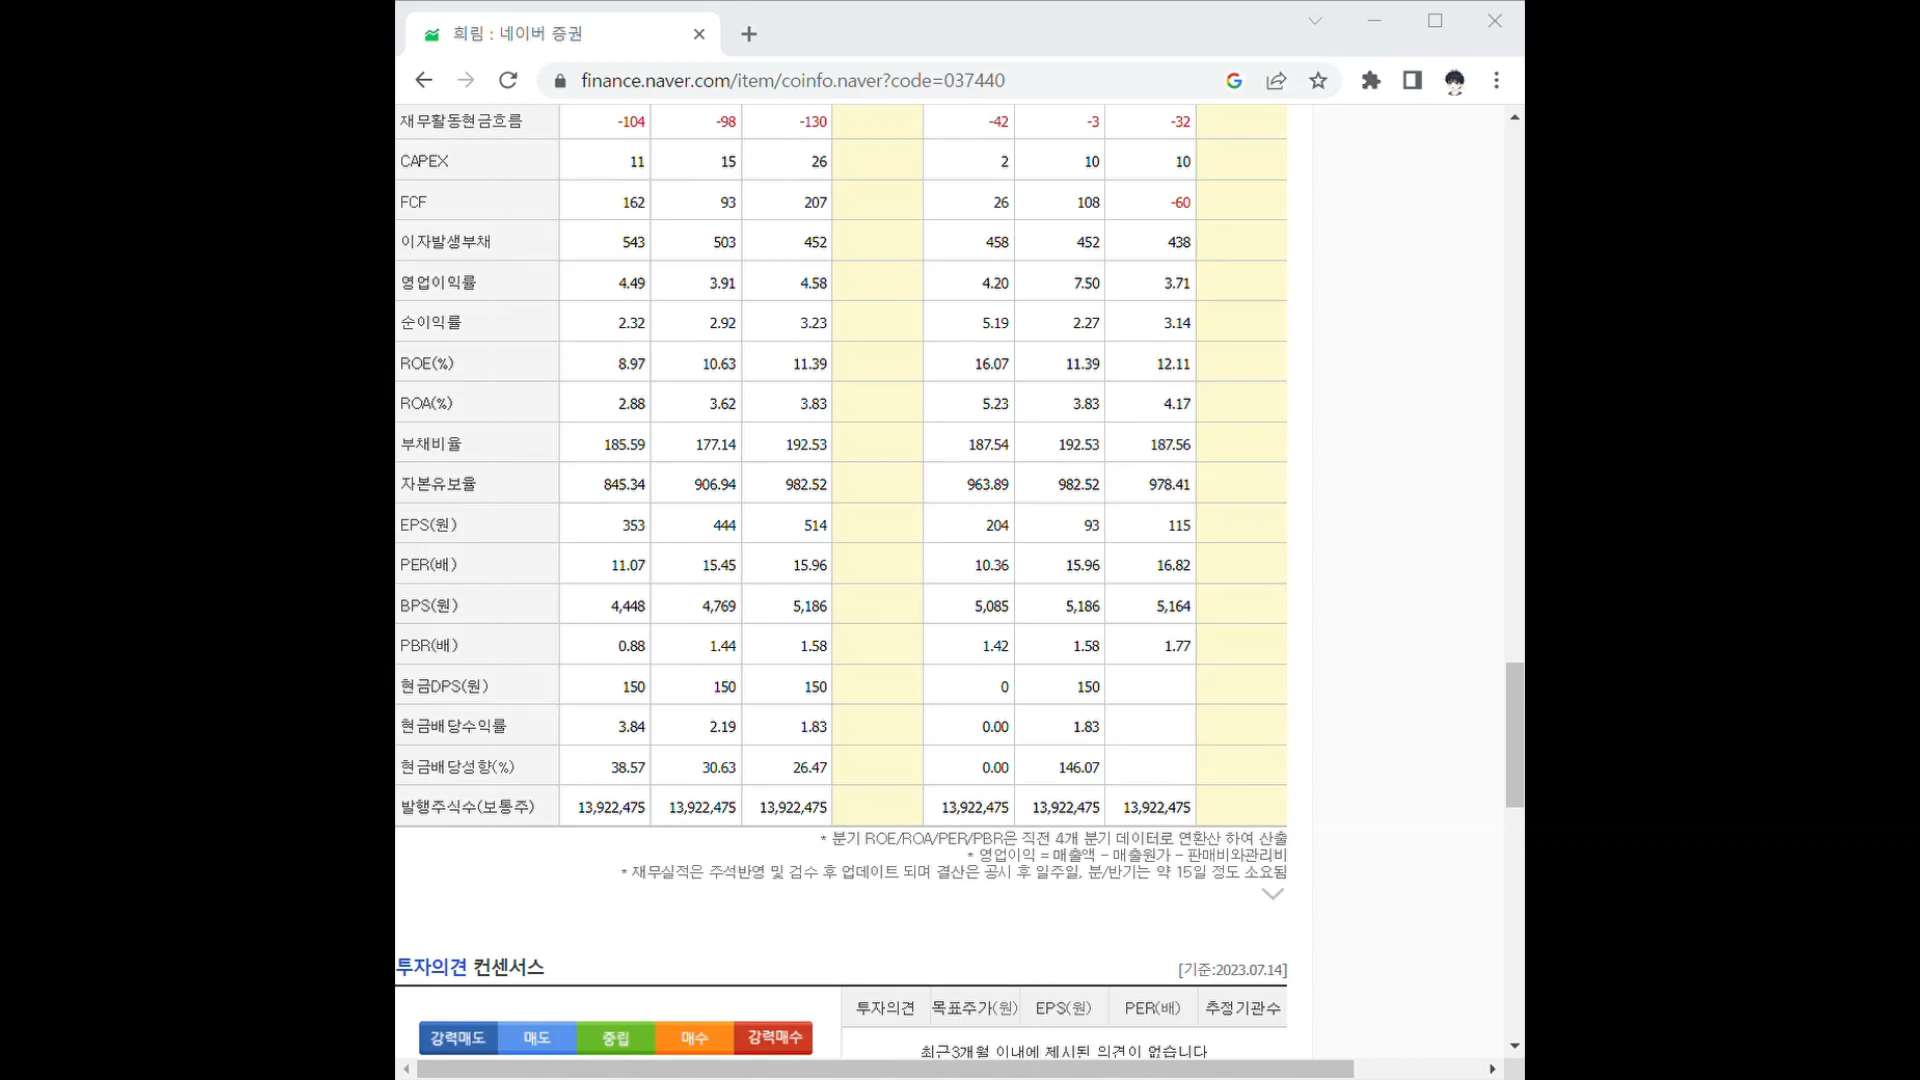 희림 : 네이버 증권
finance.naver.com/item/coinfo.naver?code=037440
재무활동현금흐름 -104 -98 -130 -42 -3 -32
CAPEX 11 15 26 2 10 10
FCF 162 93 207 26 108 -60
이자발생부채 543 503 452 458 452 438
영업이익률 4.49 3.91 4.58 4.20 7.50 3.71
순이익률 2.32 2.92 3.23 5.19 2.27 3.14
ROE(%) 8.97 10.63 11.39 16.07 11.39 12.11
ROA(%) 2.88 3.62 3.83 5.23 3.83 4.17
부채비율 185.59 177.14 192.53 187.54 192.53 187.56
자본유보율 845.34 906.94 982.52 963.89 982.52 978.41
EPS(원) 353 444 514 204 93 115
PER(배) 11.07 15.45 15.96 10.36 15.96 16.82
BPS(원) 4,448 4,769 5,186 5,085 5,186 5,164
PBR(배) 0.88 1.44 1.58 1.42 1.58 1.77
현금DPS(원) 150 150 150 0 150
현금배당수익률 3.84 2.19 1.83 0.00 1.83
현금배당성향(%) 38.57 30.63 26.47 0.00 146.07
발행주식수(보통주) 13,922,475 13,922,475 13,922,475 13,922,475 13,922,475 13,922,475
* 분기 ROE/ROA/PER/PBR은 직전 4개 분기 데이터로 연환산 하여 산출
* 영업이익 = 매출액 - 매출원가 - 판매비와관리비
* 재무실적은 주석반영 및 검수 후 업데이트 되며 결산은 공시 후 일주일, 분/반기는 약 15일 정도 소요됨
투자의견 컨센서스 [기준:2023.07.14]
투자의견 목표주가(원) EPS(원) PER(배) 추정기관수
강력매도 매도 중립 매수 강력매수
최근3개월 이내에 제시된 의견이 없습니다